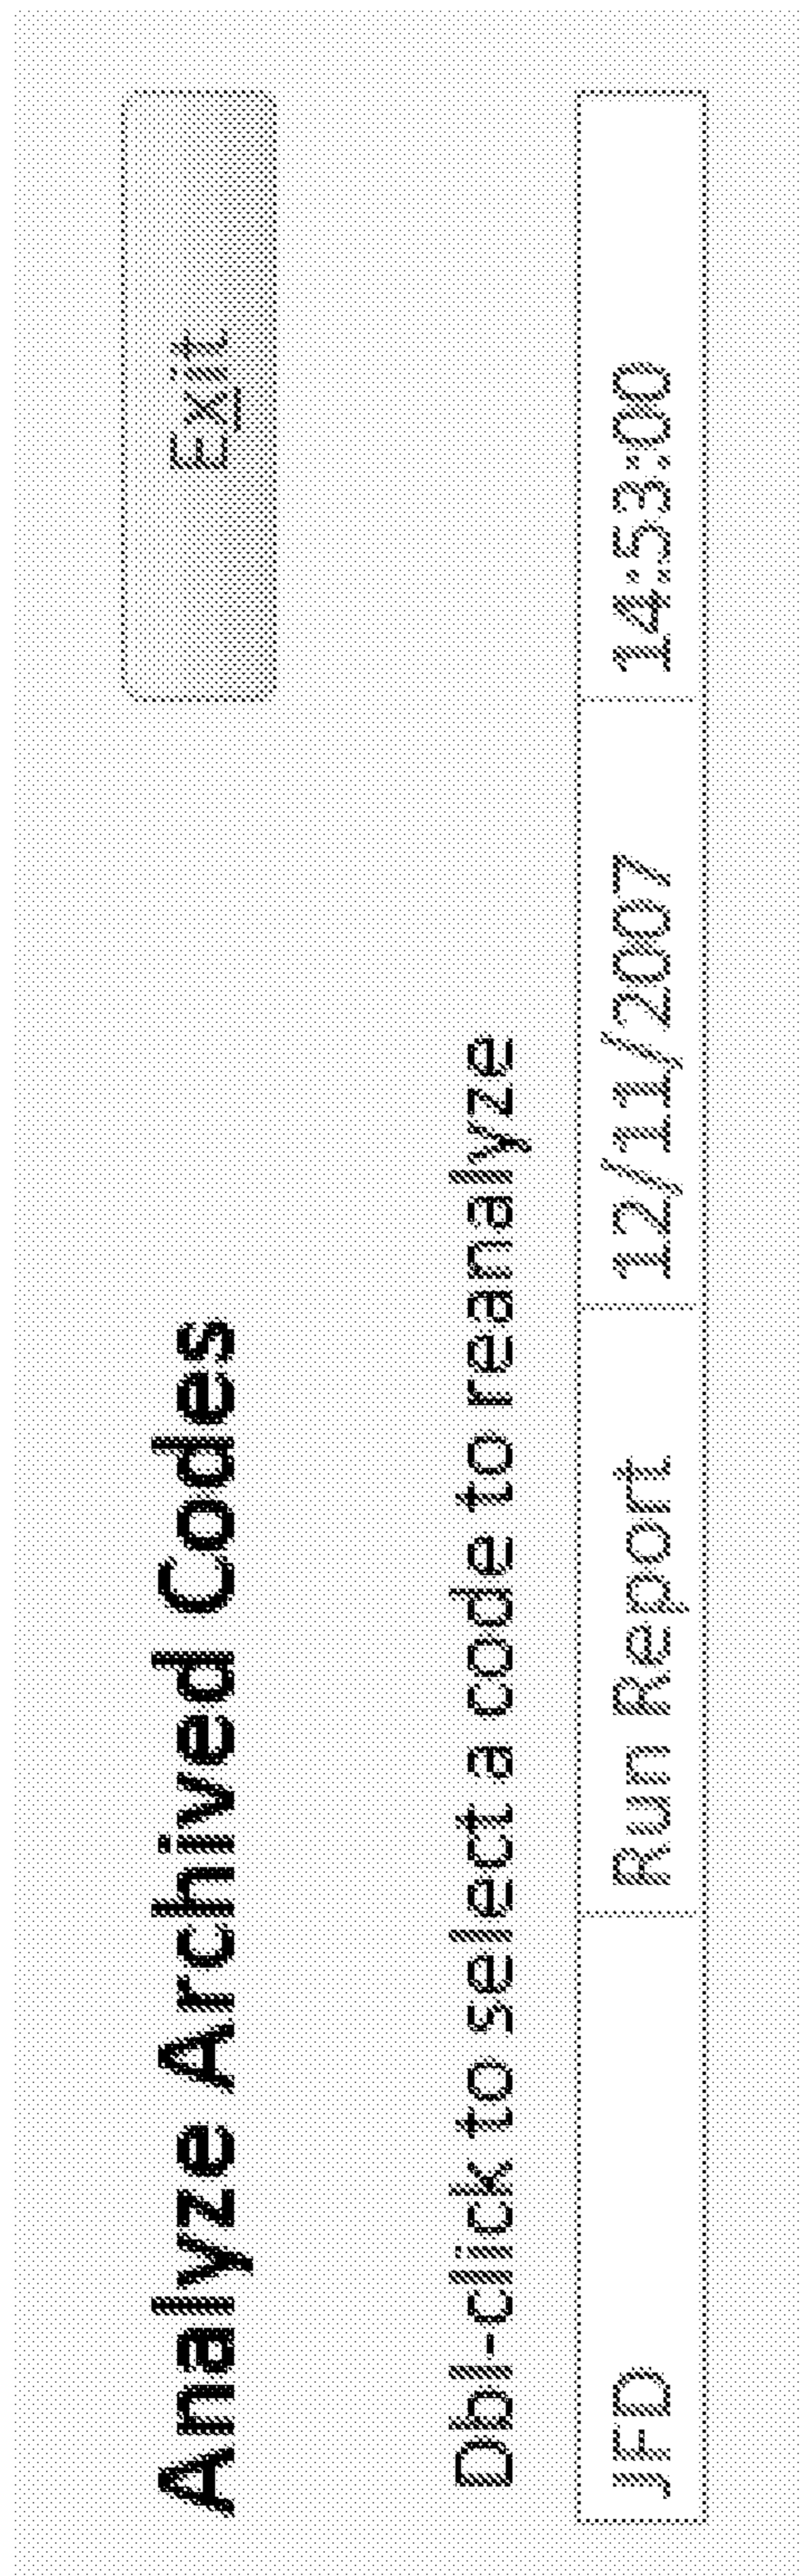 Analyze Archived Codes
Exit
Dbl-click to select a code to reanalyze
JFD Run Report 12/11/2007 14:53:00